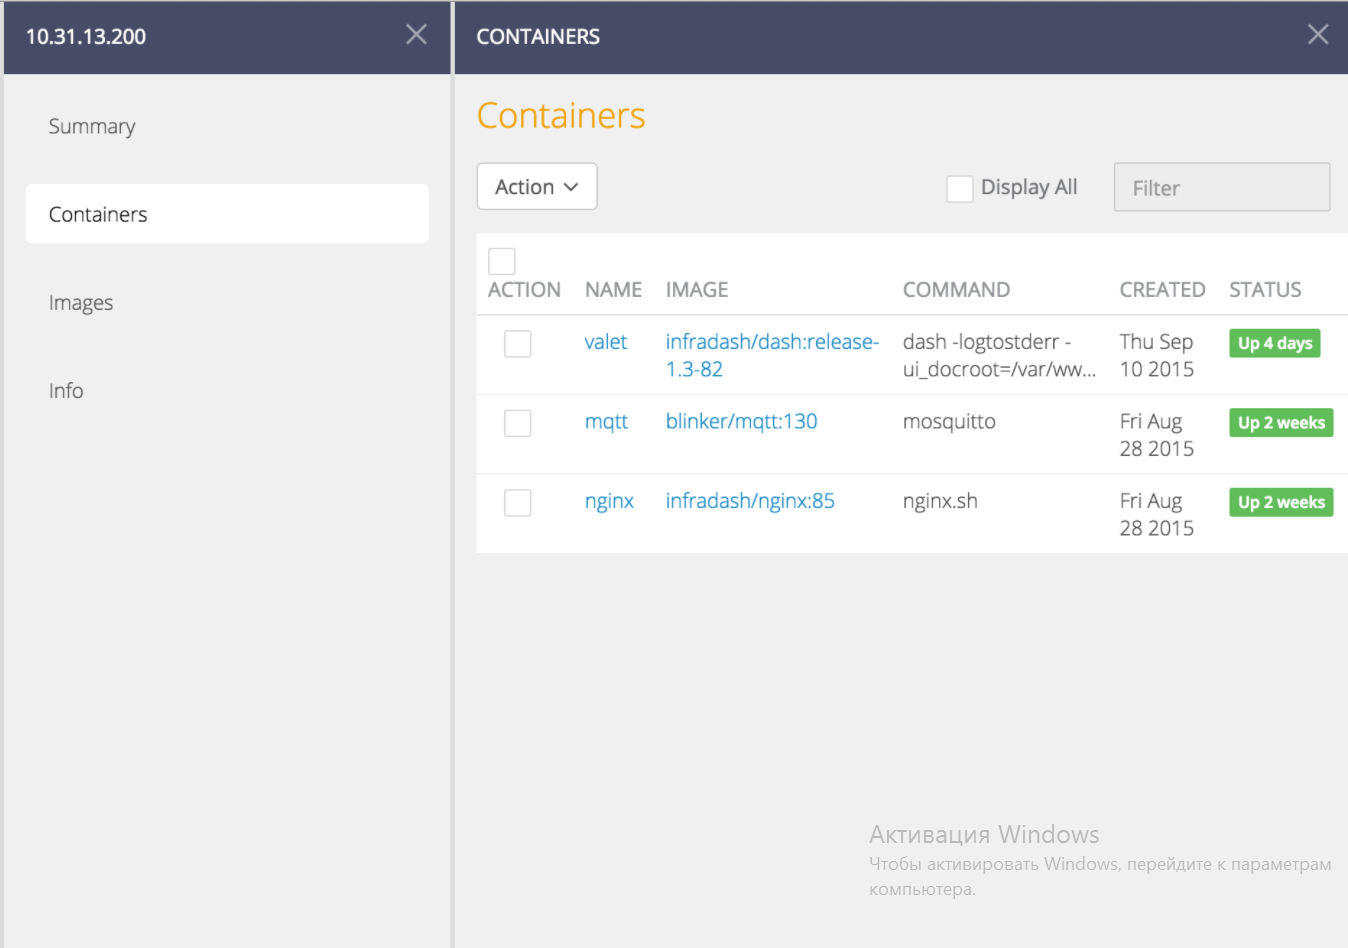 10.31.13.200
Summary
Containers
Images
Info
CONTAINERS
Containers
Action
Display All
Filter
ACTION NAME IMAGE COMMAND CREATED STATUS
valet infradash/dash:release- dash -logtostderr - Thu Sep Up 4 days
1.3-82 ui_docroot=/var/ww... 10 2015
mqtt blinker/mqtt:130 mosquitto Fri Aug Up 2 weeks
28 2015
nginx infradash/nginx:85 nginx.sh Fri Aug Up 2 weeks
28 2015
Активация Windows
Чтобы активировать Windows, перейдите к параметрам
компьютера.